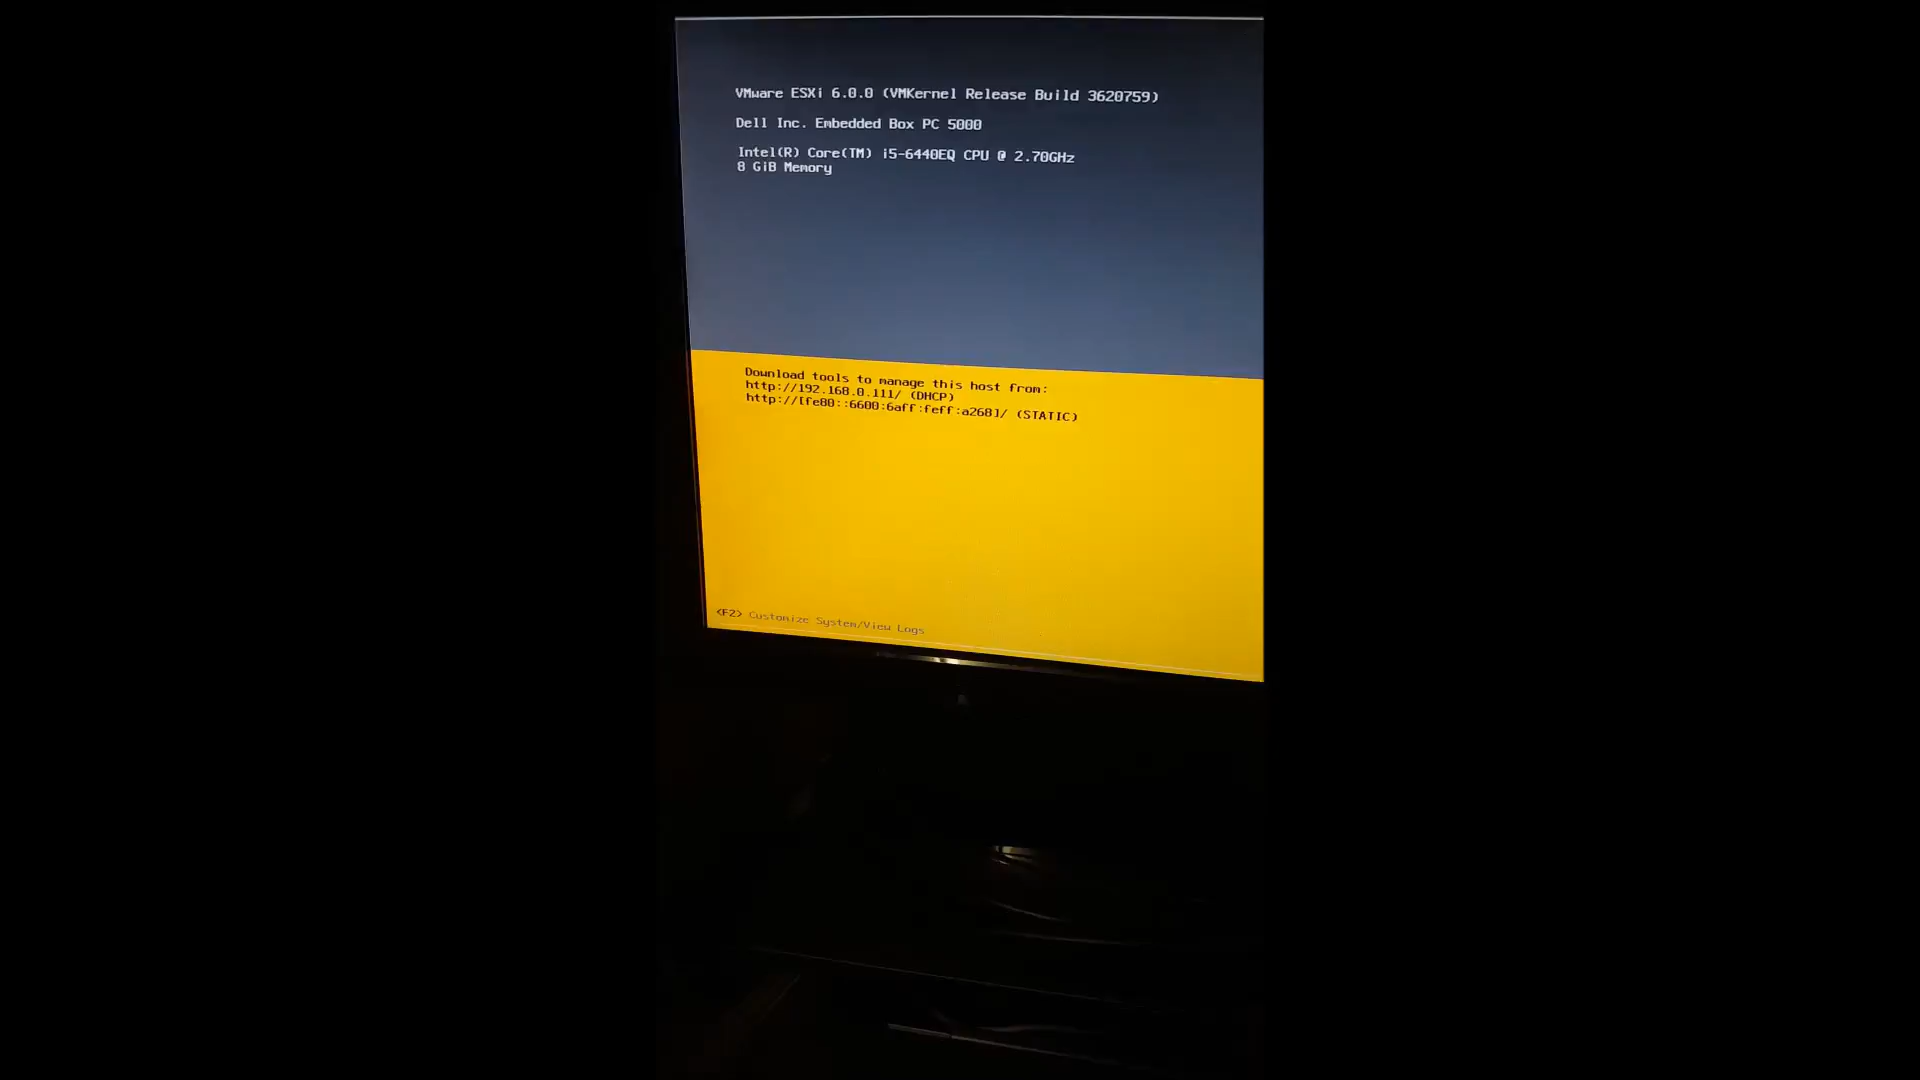 VMware ESXi 6.0.0 (VMKernel Release Build 3620759)
Dell Inc. Embedded Box PC 5000
Intel(R) Core(TM) i5-6440EQ CPU @ 2.70GHz
8 GiB Memory
Download tools to manage this host from:
http://192.168.0.111/ (DHCP)
http://[fe80::6600:6aff:feff:a268]/ (STATIC)
<F2> Customize System/View Logs